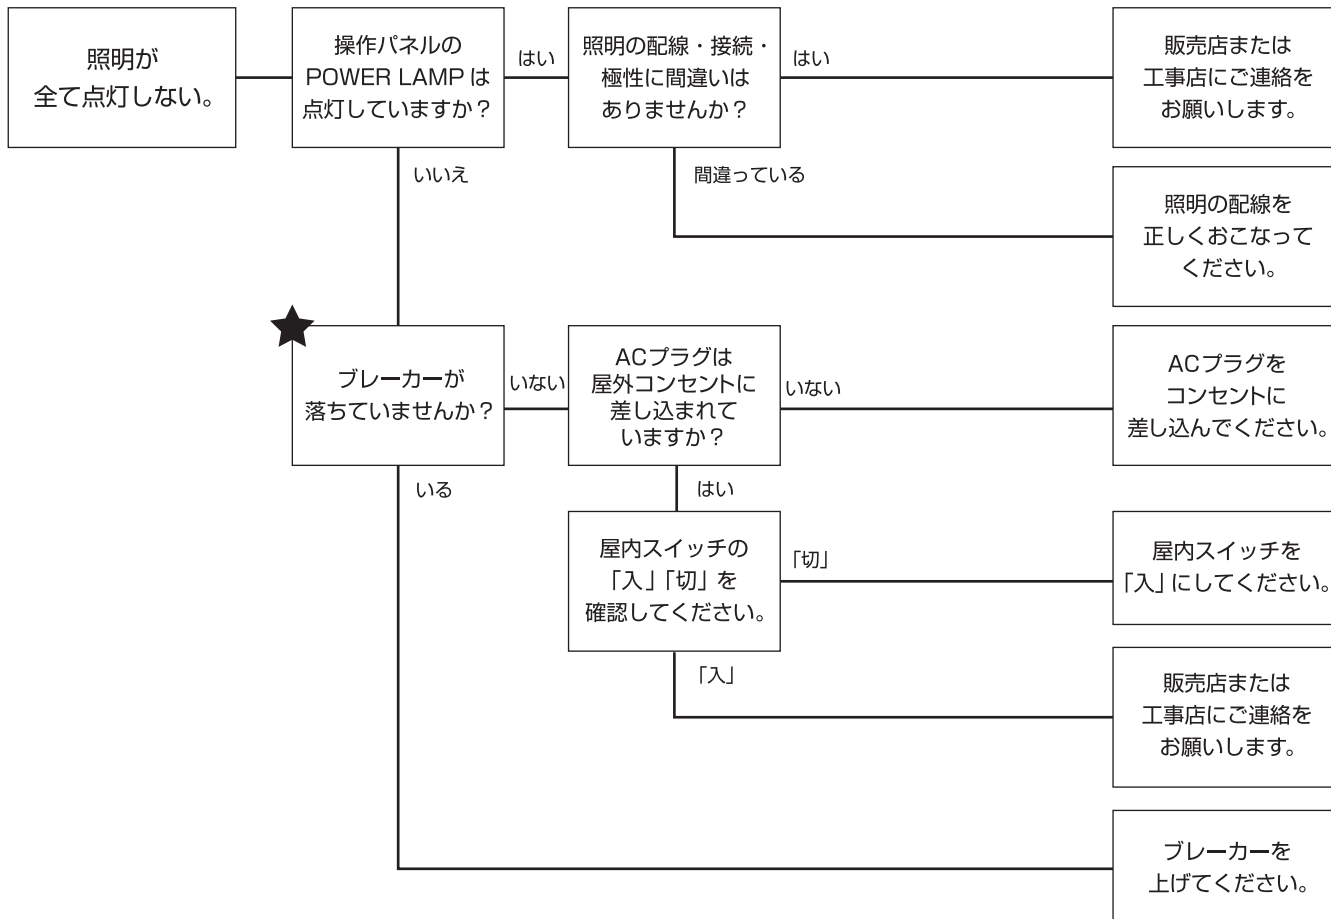 照明が
全て点灯しない。
操作パネルの
POWER LAMP は
点灯していますか？
はい
照明の配線・接続・
極性に間違いは
ありませんか？
はい
販売店または
工事店にご連絡を
お願いします。
いいえ
間違っている
照明の配線を
正しくおこなって
ください。
ブレーカーが
落ちていませんか？
いない
ACプラグは
屋外コンセントに
差し込まれて
いますか？
いない
ACプラグを
コンセントに
差し込んでください。
いる
はい
屋内スイッチの
「入」「切」を
確認してください。
「切」
屋内スイッチを
「入」にしてください。
「入」
販売店または
工事店にご連絡を
お願いします。
ブレーカーを
上げてください。